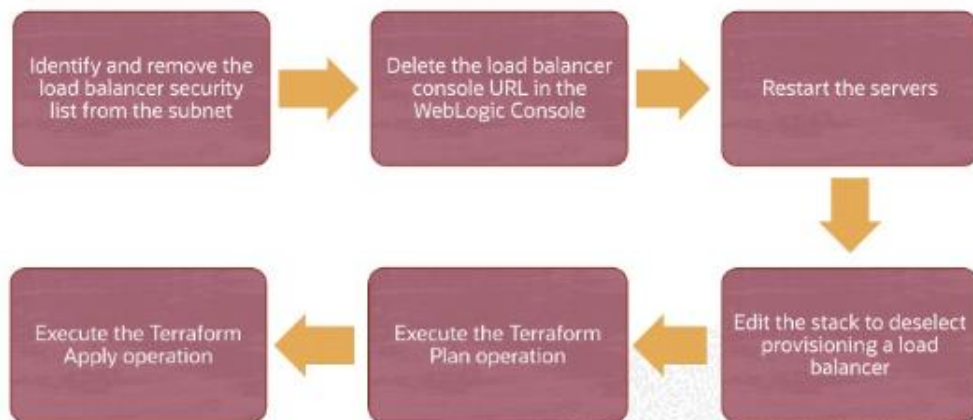 Identify and remove the
load balancer security
list from the subnet
Delete the load balancer
console URL in the
WebLogic Console
Restart the servers
Edit the stack to deselect
provisioning a load
balancer
Execute the Terraform
Plan operation
Execute the Terraform
Apply operation